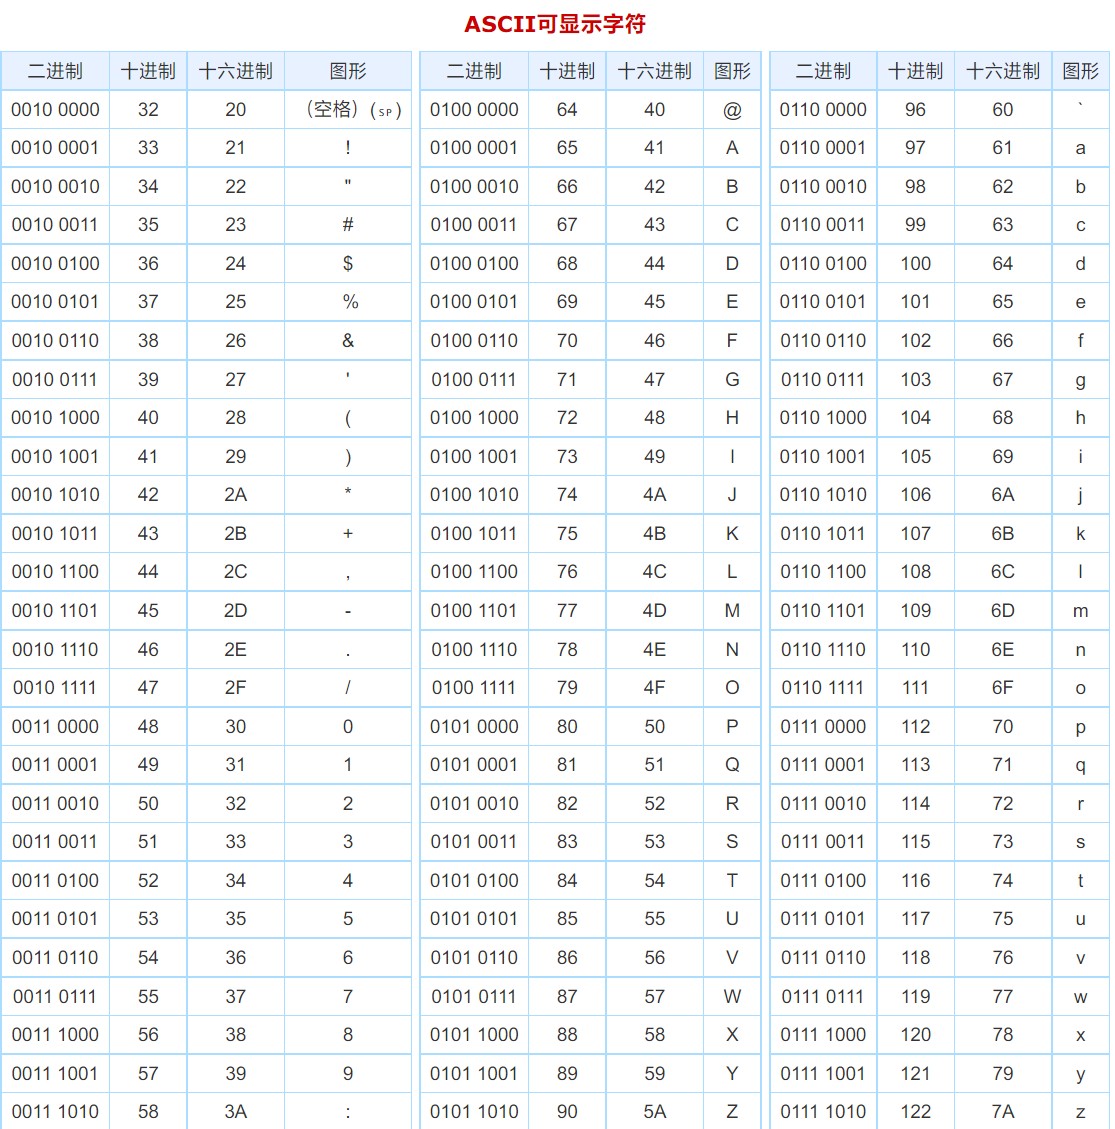 ASCII可显示字符
二进制 十进制 十六进制 图形 二进制 十进制 十六进制 图形 二进制 十进制 十六进制 图形
0010 0000 32 20 （空格）(␠) 0100 0000 64 40 @ 0110 0000 96 60 `
0010 0001 33 21 ! 0100 0001 65 41 A 0110 0001 97 61 a
0010 0010 34 22 " 0100 0010 66 42 B 0110 0010 98 62 b
0010 0011 35 23 # 0100 0011 67 43 C 0110 0011 99 63 c
0010 0100 36 24 $ 0100 0100 68 44 D 0110 0100 100 64 d
0010 0101 37 25 % 0100 0101 69 45 E 0110 0101 101 65 e
0010 0110 38 26 & 0100 0110 70 46 F 0110 0110 102 66 f
0010 0111 39 27 ' 0100 0111 71 47 G 0110 0111 103 67 g
0010 1000 40 28 ( 0100 1000 72 48 H 0110 1000 104 68 h
0010 1001 41 29 ) 0100 1001 73 49 I 0110 1001 105 69 i
0010 1010 42 2A * 0100 1010 74 4A J 0110 1010 106 6A j
0010 1011 43 2B + 0100 1011 75 4B K 0110 1011 107 6B k
0010 1100 44 2C , 0100 1100 76 4C L 0110 1100 108 6C l
0010 1101 45 2D - 0100 1101 77 4D M 0110 1101 109 6D m
0010 1110 46 2E . 0100 1110 78 4E N 0110 1110 110 6E n
0010 1111 47 2F / 0100 1111 79 4F O 0110 1111 111 6F o
0011 0000 48 30 0 0101 0000 80 50 P 0111 0000 112 70 p
0011 0001 49 31 1 0101 0001 81 51 Q 0111 0001 113 71 q
0011 0010 50 32 2 0101 0010 82 52 R 0111 0010 114 72 r
0011 0011 51 33 3 0101 0011 83 53 S 0111 0011 115 73 s
0011 0100 52 34 4 0101 0100 84 54 T 0111 0100 116 74 t
0011 0101 53 35 5 0101 0101 85 55 U 0111 0101 117 75 u
0011 0110 54 36 6 0101 0110 86 56 V 0111 0110 118 76 v
0011 0111 55 37 7 0101 0111 87 57 W 0111 0111 119 77 w
0011 1000 56 38 8 0101 1000 88 58 X 0111 1000 120 78 x
0011 1001 57 39 9 0101 1001 89 59 Y 0111 1001 121 79 y
0011 1010 58 3A : 0101 1010 90 5A Z 0111 1010 122 7A z